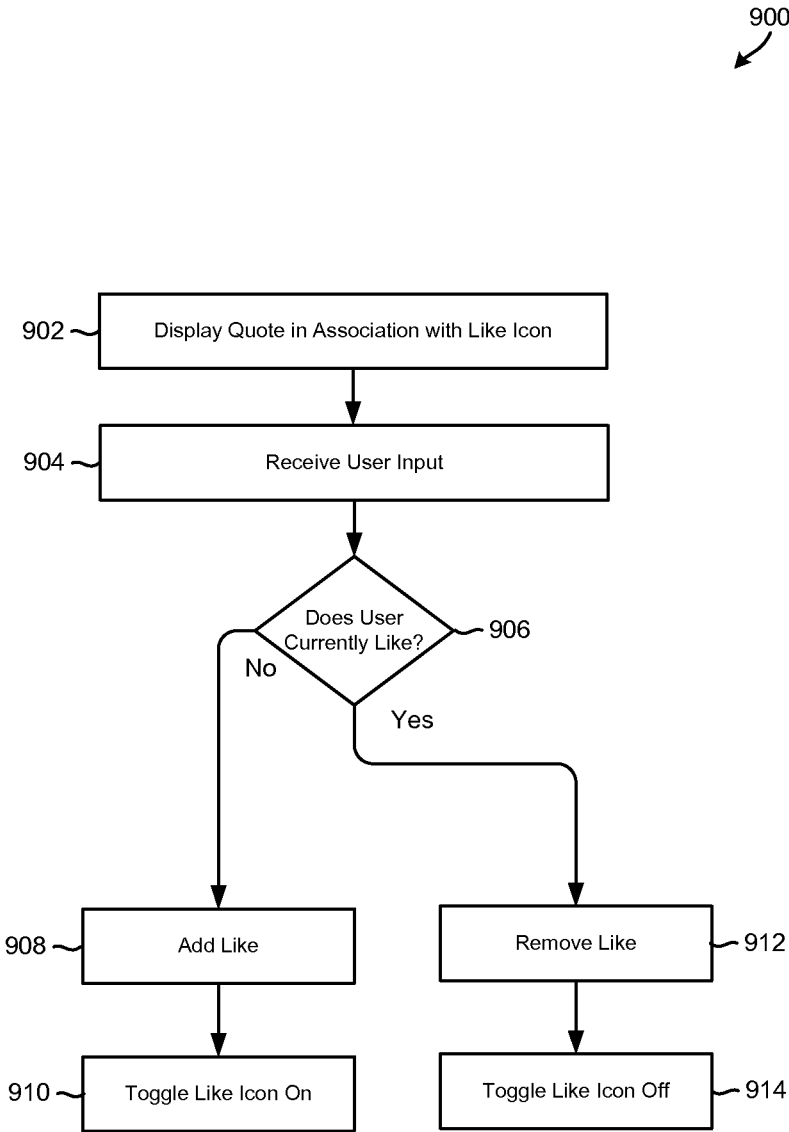 900
902
Display Quote in Association with Like Icon
904
Receive User Input
Does User
Currently Like?
906
No
Yes
908
Add Like
Remove Like
912
910
Toggle Like Icon On
Toggle Like Icon Off
914